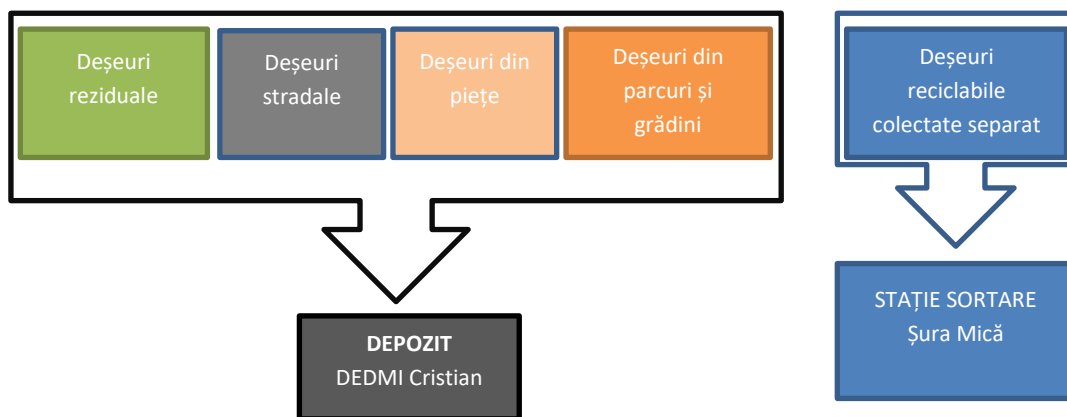 Deșeuri
reziduale
Deșeuri
stradale
Deșeuri din
piețe
Deșeuri din
parcuri și
grădini
Deșeuri
reciclabile
colectate separat
DEPOZIT
DEDMI Cristian
STAȚIE SORTARE
Șura Mică